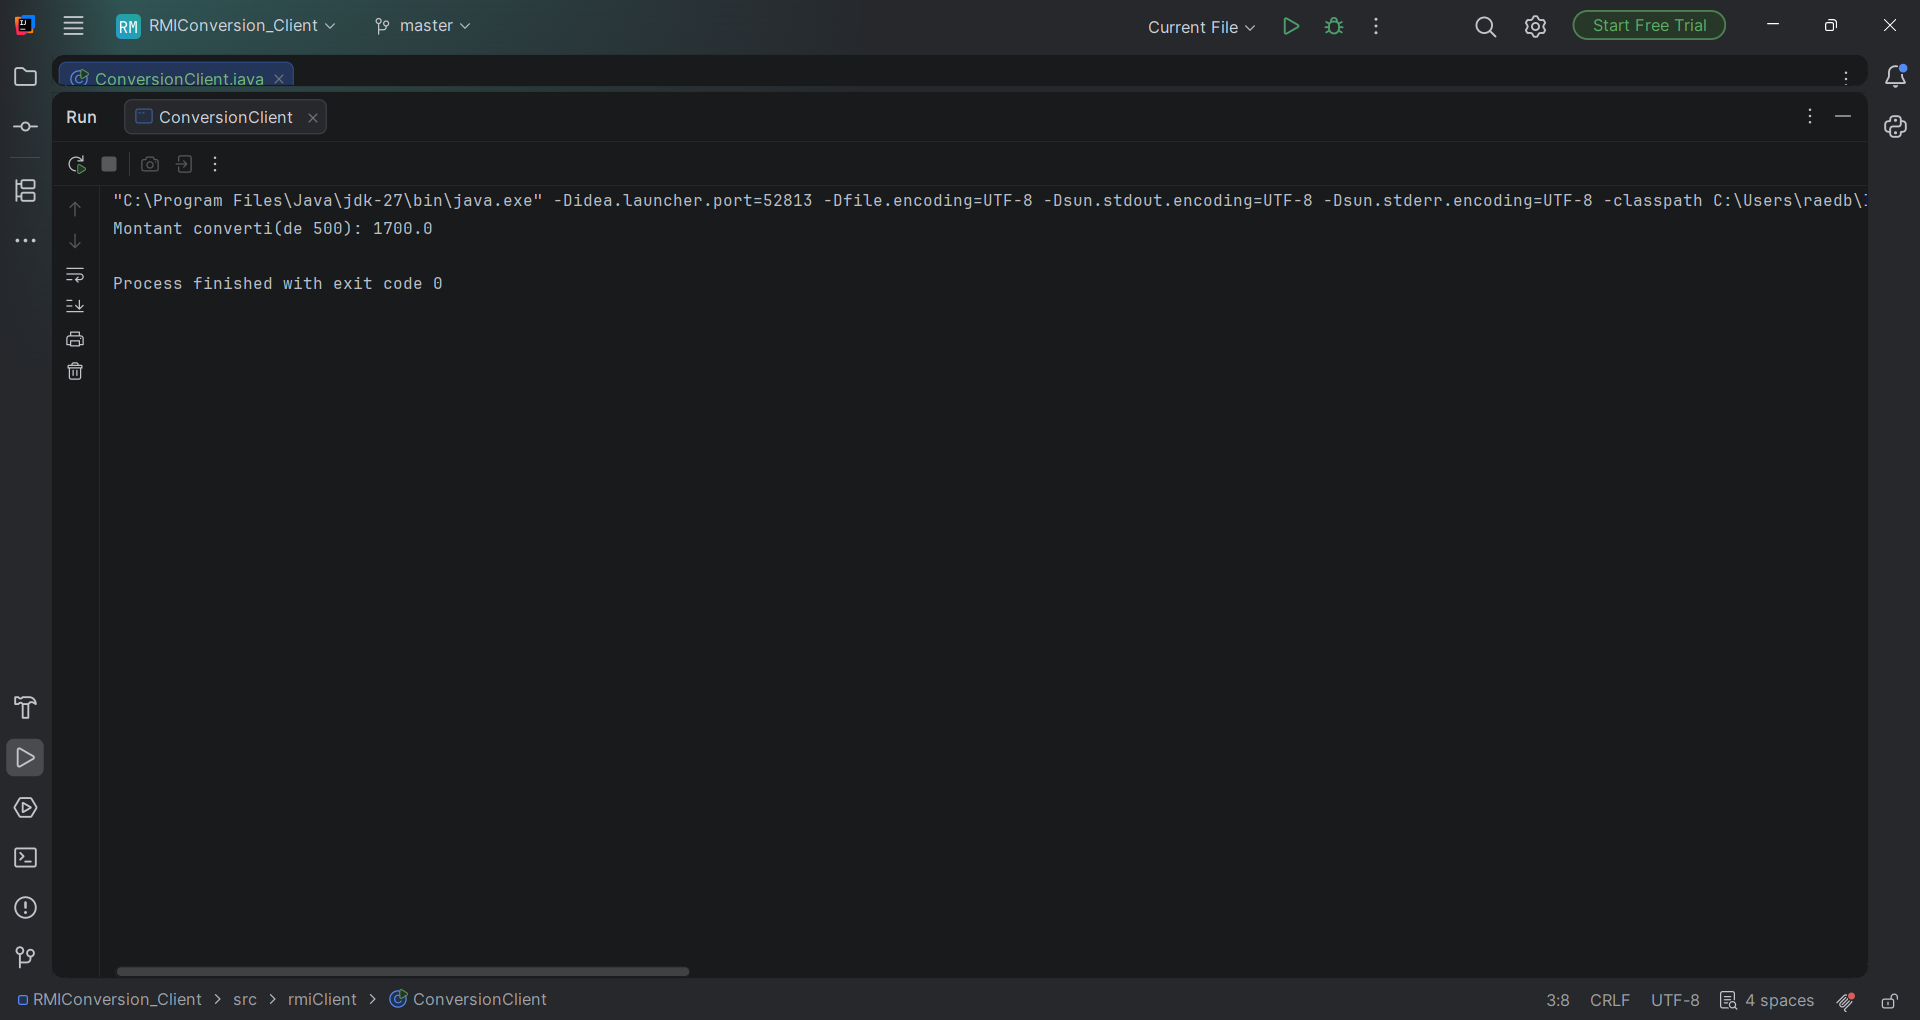 RM RMIConversion_Client master Current File Start Free Trial
ConversionClient.java
Run ConversionClient
"C:\Program Files\Java\jdk-27\bin\java.exe" -Didea.launcher.port=52813 -Dfile.encoding=UTF-8 -Dsun.stdout.encoding=UTF-8 -Dsun.stderr.encoding=UTF-8 -classpath C:\Users\raedb\
Montant converti(de 500): 1700.0
Process finished with exit code 0
RMIConversion_Client > src > rmiClient > ConversionClient 3:8 CRLF UTF-8 4 spaces